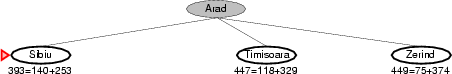 Arad
Sibiu Timisoara Zerind
393=140+253 447=118+329 449=75+374